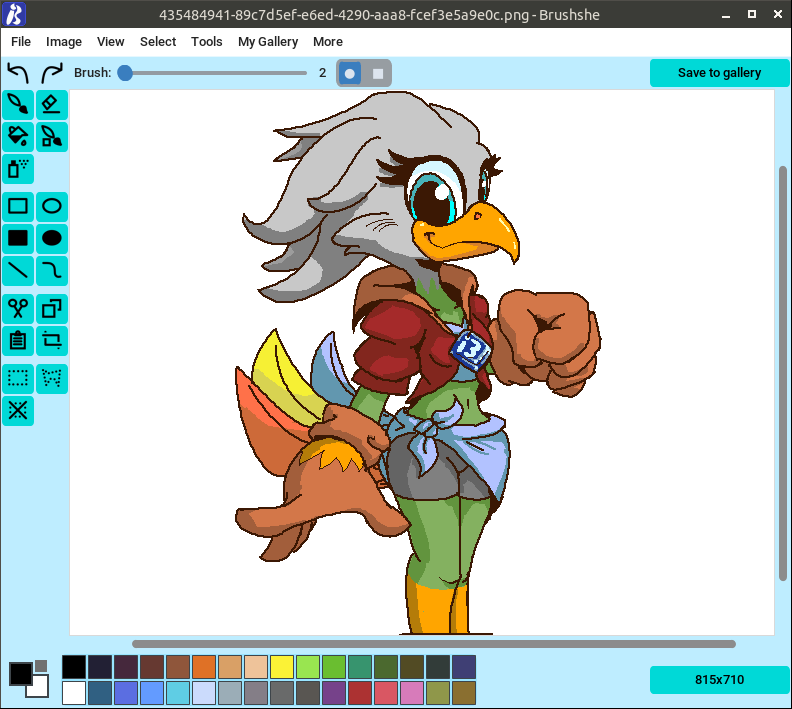 435484941-89c7d5ef-e6ed-4290-aaa8-fcef3e5a9e0c.png - Brushshe
File Image View Select Tools My Gallery More
Brush: 2 Save to gallery
815x710